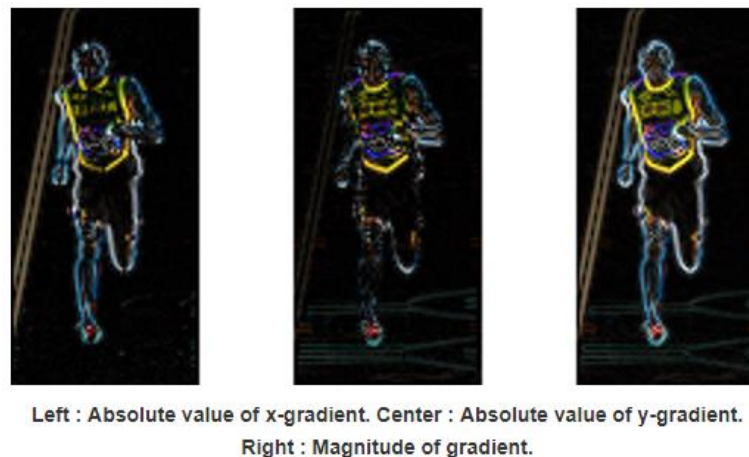 Left : Absolute value of x-gradient. Center : Absolute value of y-gradient.
Right : Magnitude of gradient.